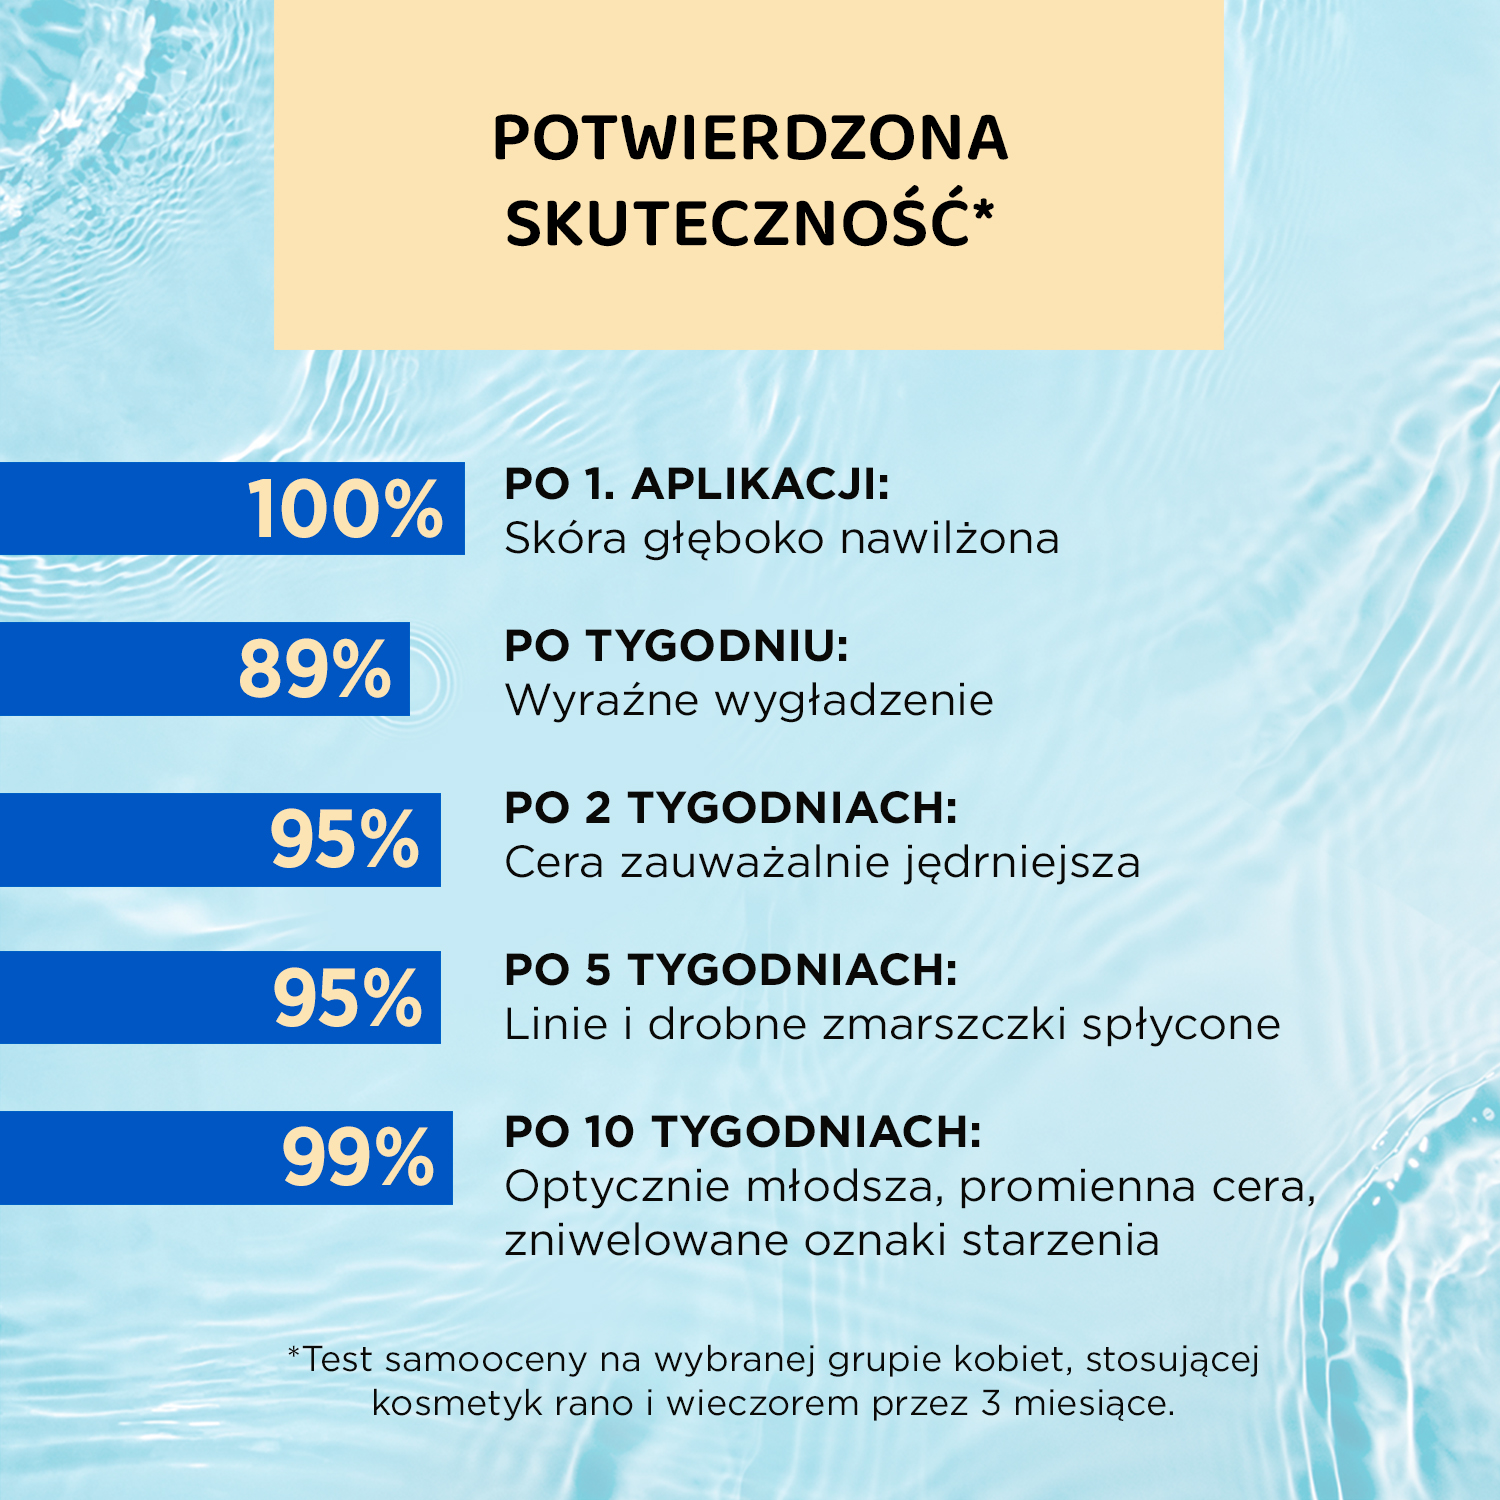 POTWIERDZONA
SKUTECZNOŚĆ*
100%
PO 1. APLIKACJI:
Skóra głęboko nawilżona
89%
PO TYGODNIU:
Wyraźne wygładzenie
95%
PO 2 TYGODNIACH:
Cera zauważalnie jędrniejsza
95%
PO 5 TYGODNIACH:
Linie i drobne zmarszczki spłycone
99%
PO 10 TYGODNIACH:
Optycznie młodsza, promienna cera,
zniwelowane oznaki starzenia
*Test samooceny na wybranej grupie kobiet, stosującej
kosmetyk rano i wieczorem przez 3 miesiące.